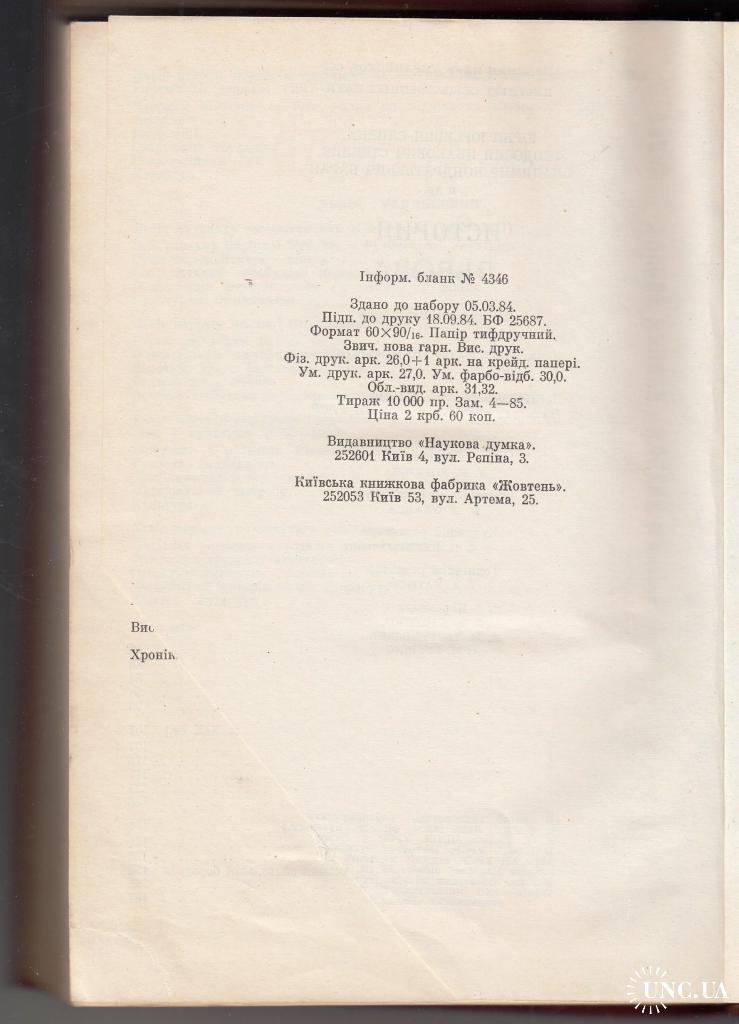 Інформ. бланк № 4346
Здано до набору 05.03.84.
Підп. до друку 18.09.84. БФ 25687.
Формат 60×90/16. Папір тифдручний.
Звич. нова гарн. Вис. друк.
Фіз. друк. арк. 26,0+1 арк. на крейд. папері.
Ум. друк. арк. 27,0. Ум. фарбо-відб. 30,0.
Обл.-вид. арк. 31,32.
Тираж 10 000 пр. Зам. 4—85.
Ціна 2 крб. 60 коп.
Видавництво «Наукова думка».
252601 Київ 4, вул. Рєпіна, 3.
Київська книжкова фабрика «Жовтень».
252053 Київ 53, вул. Артема, 25.
Вис
Хронік
UNC.UA